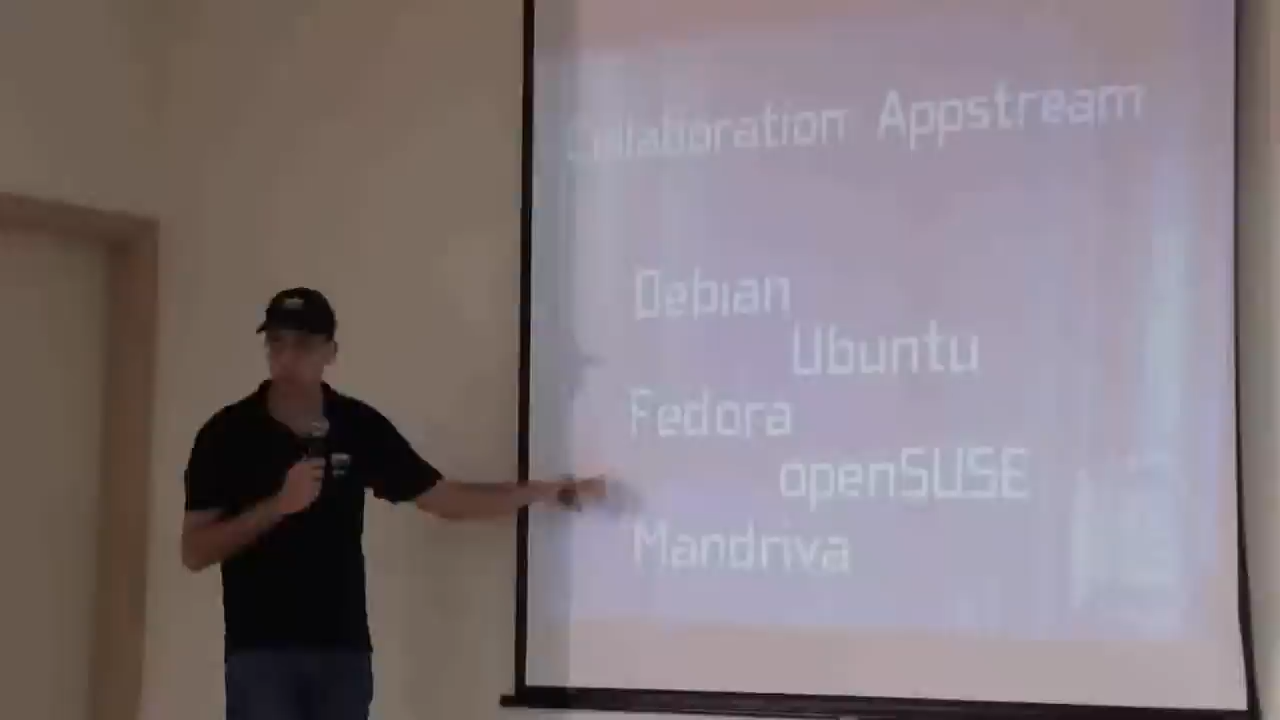 Collaboration Appstream
Debian
Ubuntu
Fedora
openSUSE
Mandriva